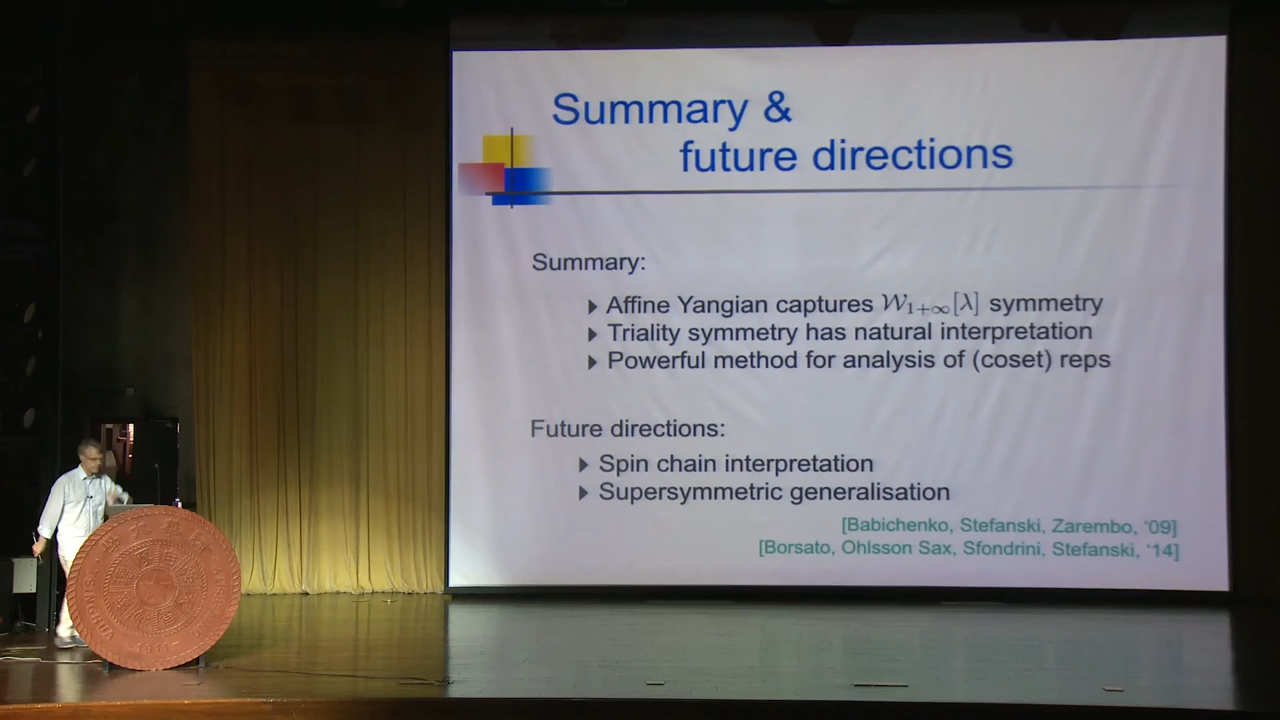 Summary &
future directions
Summary:
Affine Yangian captures 𝒲₁₊∞[λ] symmetry
Triality symmetry has natural interpretation
Powerful method for analysis of (coset) reps
Future directions:
Spin chain interpretation
Supersymmetric generalisation
[Babichenko, Stefanski, Zarembo, '09]
[Borsato, Ohlsson Sax, Sfondrini, Stefanski, '14]
-1911-